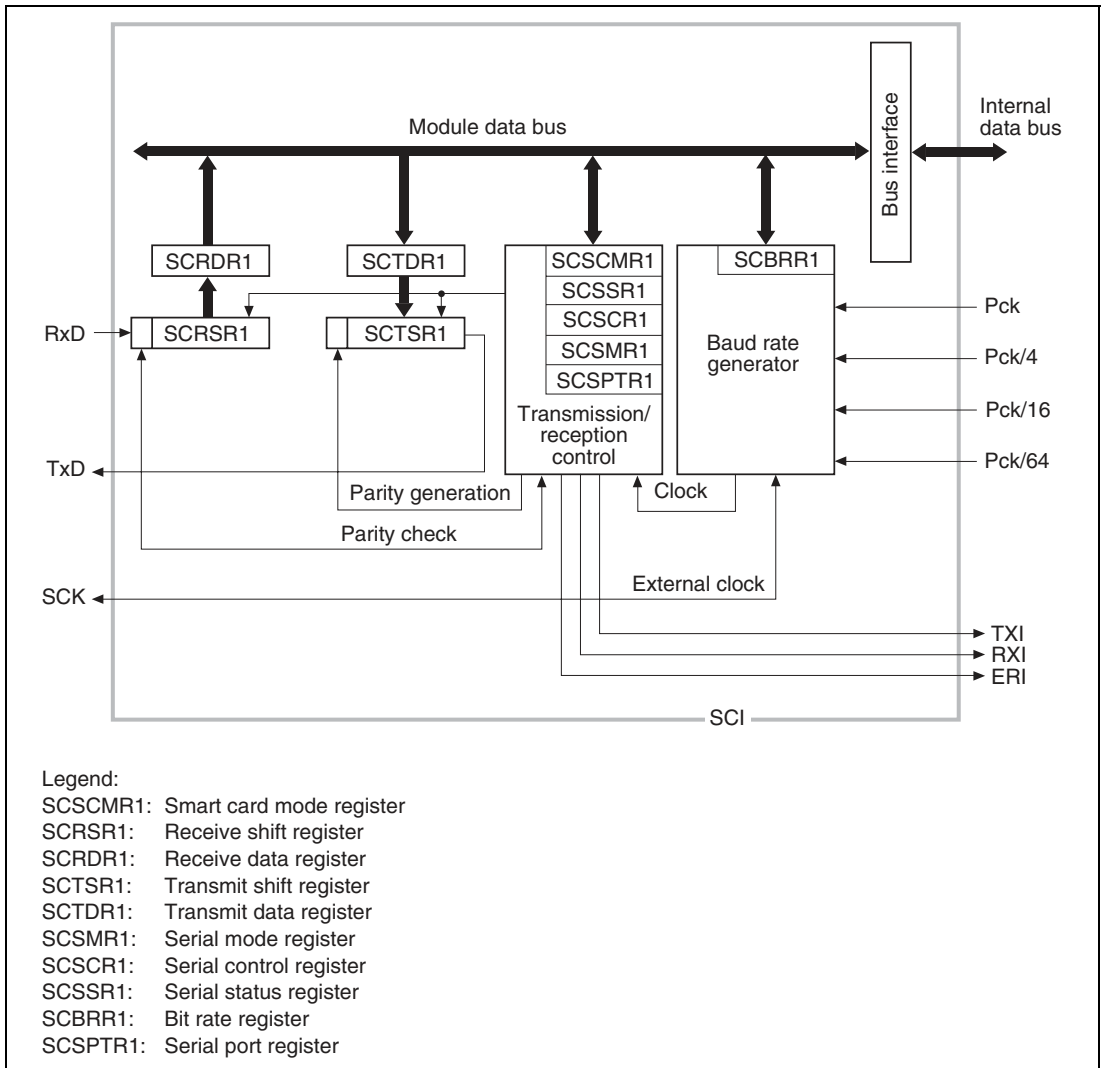 Module data bus
Bus interface
Internal
data bus
SCRDR1
SCTDR1
SCSCMR1
SCBRR1
SCSSR1
SCSCR1
SCSMR1
SCSPTR1
RxD
SCRSR1
SCTSR1
Baud rate
generator
Pck
Pck/4
Pck/16
Pck/64
Transmission/
reception
control
TxD
Parity generation
Clock
Parity check
SCK
External clock
TXI
RXI
ERI
SCI
Legend:
SCSCMR1: Smart card mode register
SCRSR1: Receive shift register
SCRDR1: Receive data register
SCTSR1: Transmit shift register
SCTDR1: Transmit data register
SCSMR1: Serial mode register
SCSCR1: Serial control register
SCSSR1: Serial status register
SCBRR1: Bit rate register
SCSPTR1: Serial port register